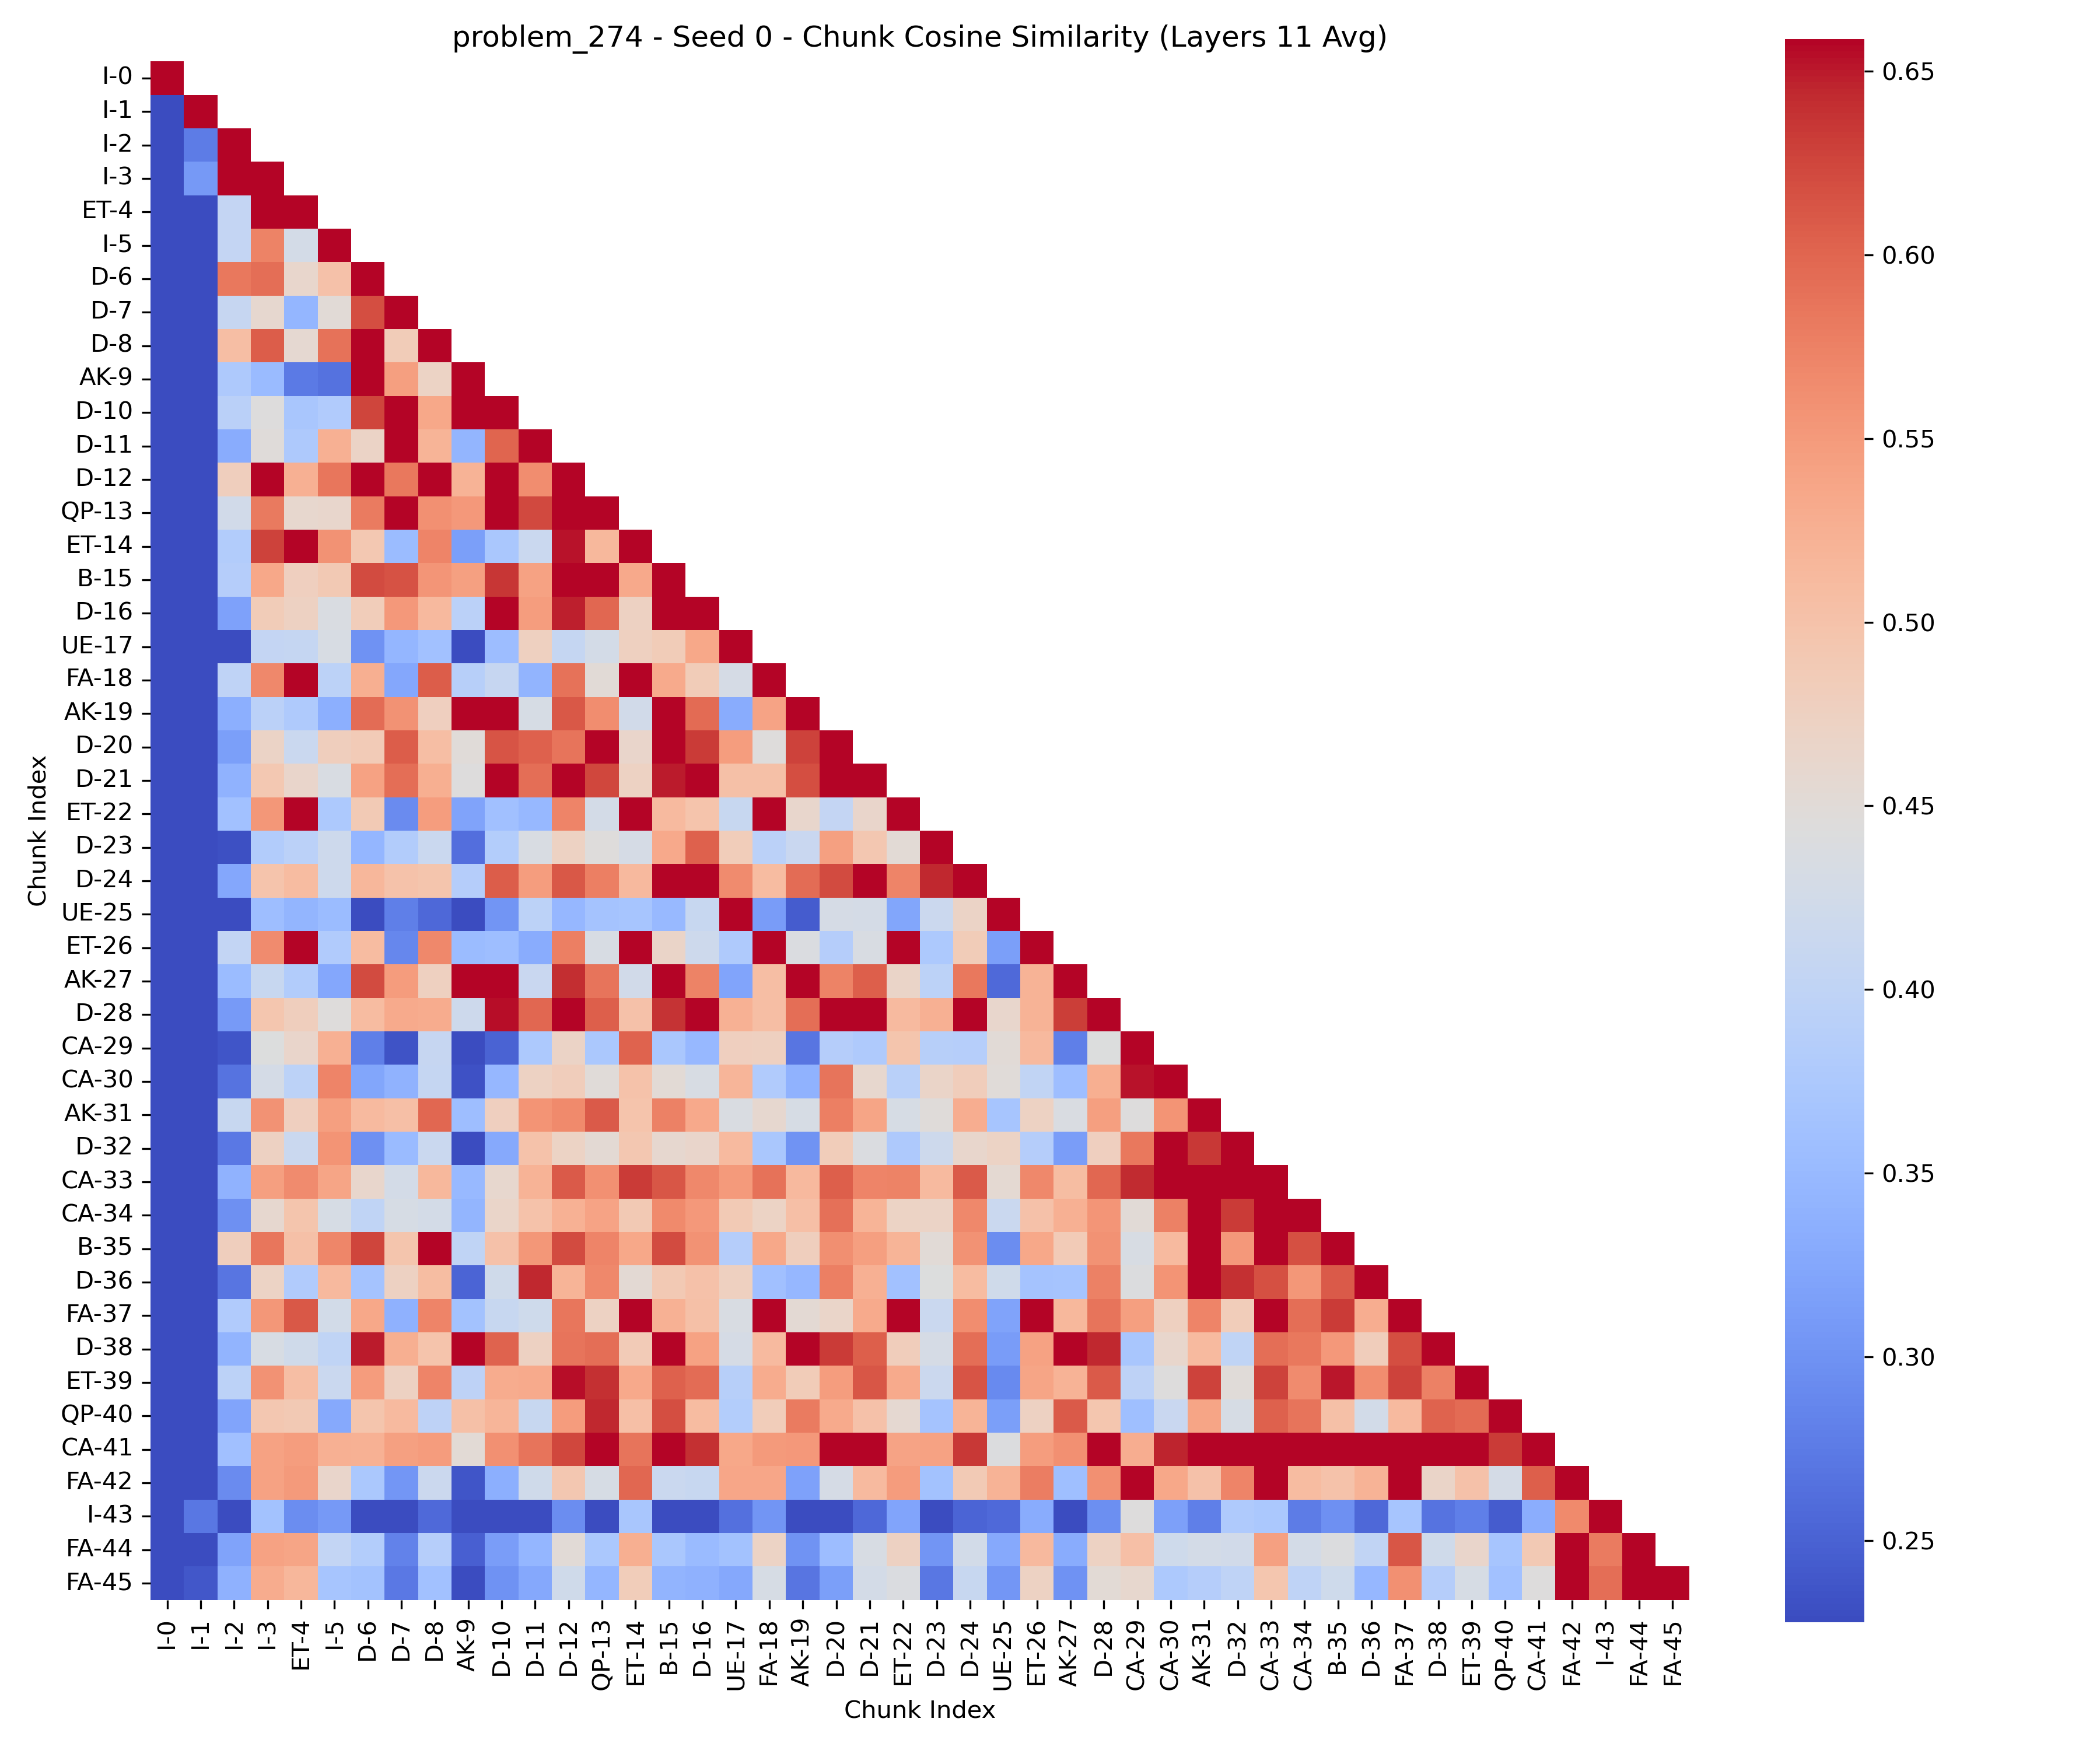 problem_274 - Seed 0 - Chunk Cosine Similarity (Layers 11 Avg)
I-0
I-1
I-2
I-3
ET-4
I-5
D-6
D-7
D-8
AK-9
D-10
D-11
D-12
QP-13
ET-14
B-15
D-16
UE-17
FA-18
AK-19
D-20
D-21
ET-22
D-23
D-24
UE-25
ET-26
AK-27
D-28
CA-29
CA-30
AK-31
D-32
CA-33
CA-34
B-35
D-36
FA-37
D-38
ET-39
QP-40
CA-41
FA-42
I-43
FA-44
FA-45
Chunk Index
I-0 I-1 I-2 I-3 ET-4 I-5 D-6 D-7 D-8 AK-9 D-10 D-11 D-12 QP-13 ET-14 B-15 D-16 UE-17 FA-18 AK-19 D-20 D-21 ET-22 D-23 D-24 UE-25 ET-26 AK-27 D-28 CA-29 CA-30 AK-31 D-32 CA-33 CA-34 B-35 D-36 FA-37 D-38 ET-39 QP-40 CA-41 FA-42 I-43 FA-44 FA-45
Chunk Index
0.65
0.60
0.55
0.50
0.45
0.40
0.35
0.30
0.25